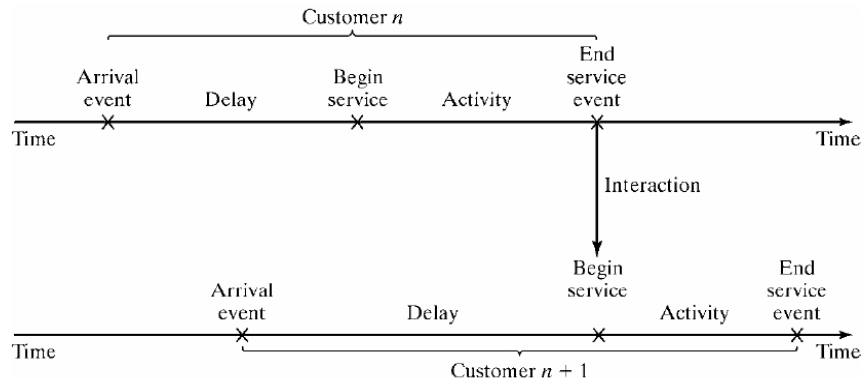 Customer n
Arrival
event
Delay
Begin
service
Activity
End
service
event
Time
Time
Interaction
Arrival
event
Delay
Begin
service
Activity
End
service
event
Time
Time
Customer n + 1